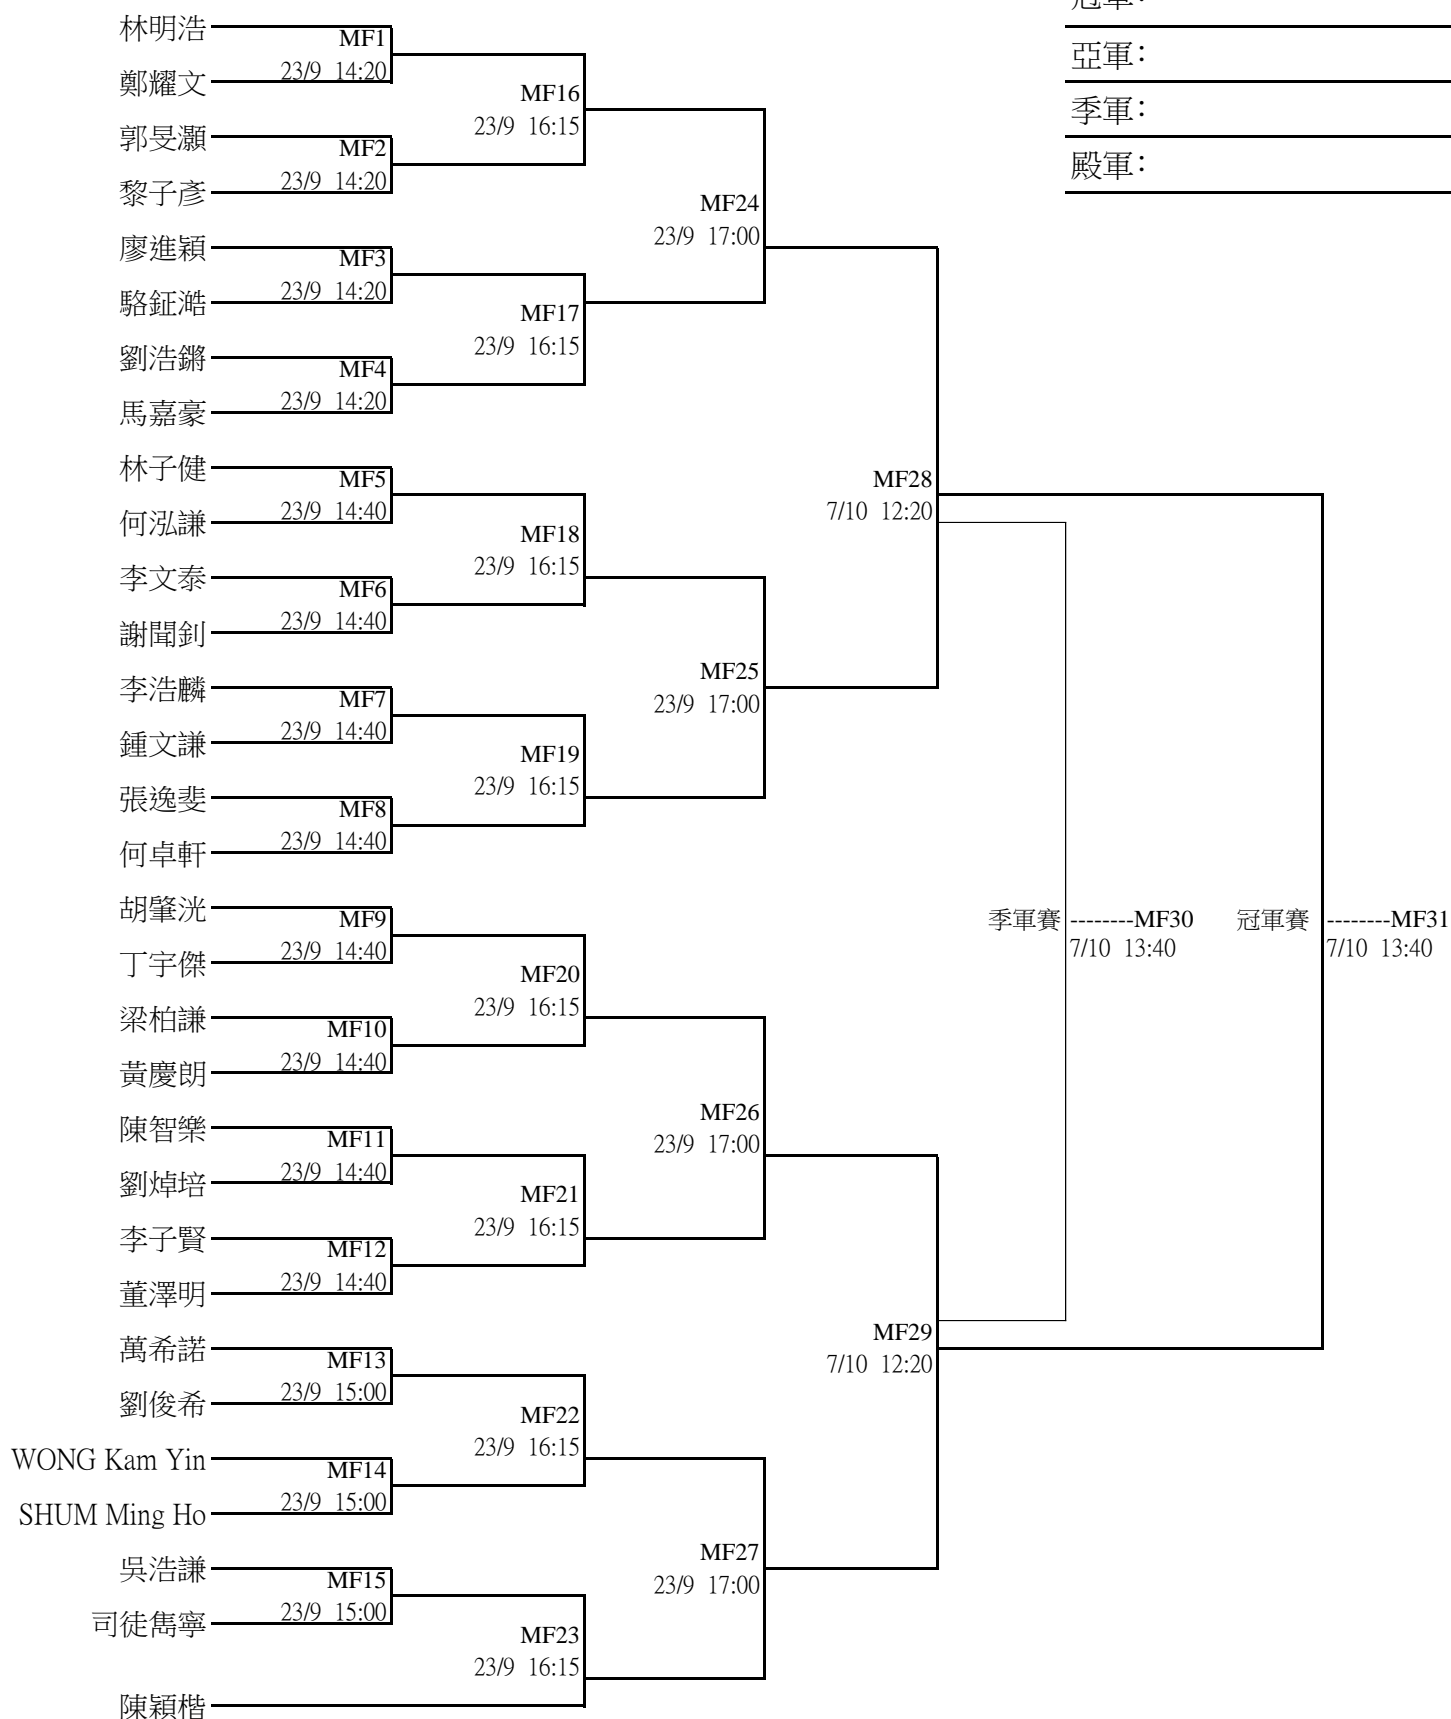 冠軍:
亞軍:
季軍:
殿軍:
林明浩
MF1
23/9 14:20
鄭耀文
MF16
23/9 16:15
郭旻灝
MF2
23/9 14:20
黎子彥
MF24
23/9 17:00
廖進穎
MF3
23/9 14:20
駱鉦澔
MF17
23/9 16:15
劉浩鏘
MF4
23/9 14:20
馬嘉豪
MF28
7/10 12:20
林子健
MF5
23/9 14:40
何泓謙
MF18
23/9 16:15
李文泰
MF6
23/9 14:40
謝聞釗
MF25
23/9 17:00
李浩麟
MF7
23/9 14:40
鍾文謙
MF19
23/9 16:15
張逸斐
MF8
23/9 14:40
何卓軒
季軍賽 --------MF30
7/10 13:40
冠軍賽 --------MF31
7/10 13:40
胡肇洸
MF9
23/9 14:40
丁宇傑
MF20
23/9 16:15
梁柏謙
MF10
23/9 14:40
黃慶朗
MF26
23/9 17:00
陳智樂
MF11
23/9 14:40
劉焯培
MF21
23/9 16:15
李子賢
MF12
23/9 14:40
董澤明
MF29
7/10 12:20
萬希諾
MF13
23/9 15:00
劉俊希
MF22
23/9 16:15
WONG Kam Yin
MF14
23/9 15:00
SHUM Ming Ho
MF27
23/9 17:00
吳浩謙
MF15
23/9 15:00
司徒雋寧
MF23
23/9 16:15
陳穎楷